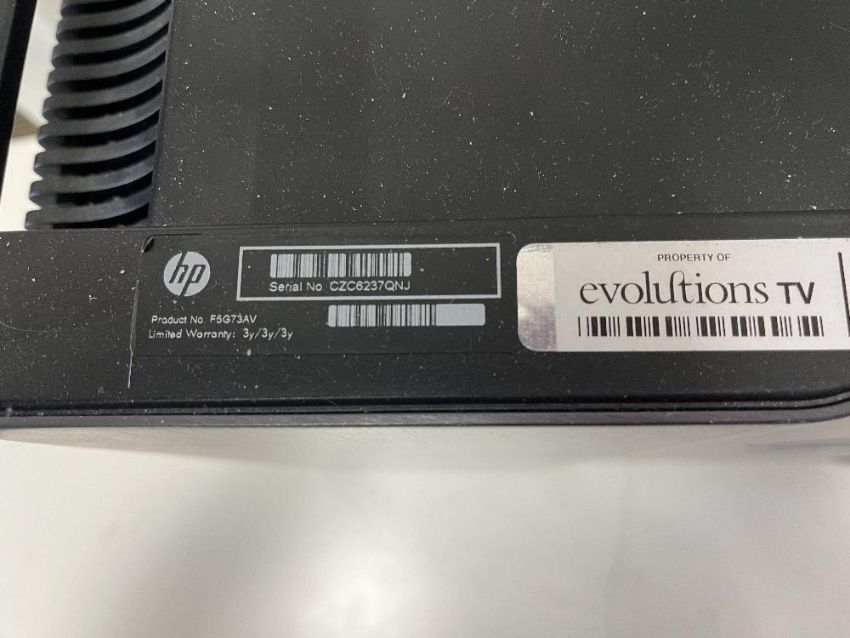 hp
Serial No. CZC6237QNJ
Product No. F5G73AV
Limited Warranty: 3y/3y/3y
PROPERTY OF
evolutions TV